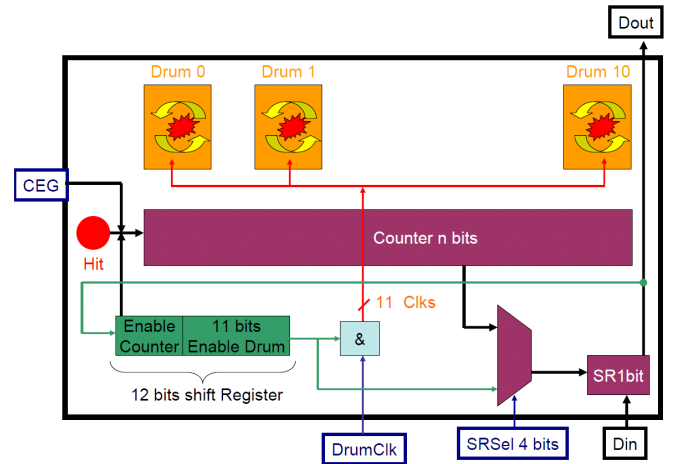 Dout
Drum 0
Drum 1
Drum 10
CEG
Counter n bits
Hit
11 Clks
Enable
Counter
11 bits
Enable Drum
&
SR1bit
12 bits shift Register
DrumClk
SRSel 4 bits
Din